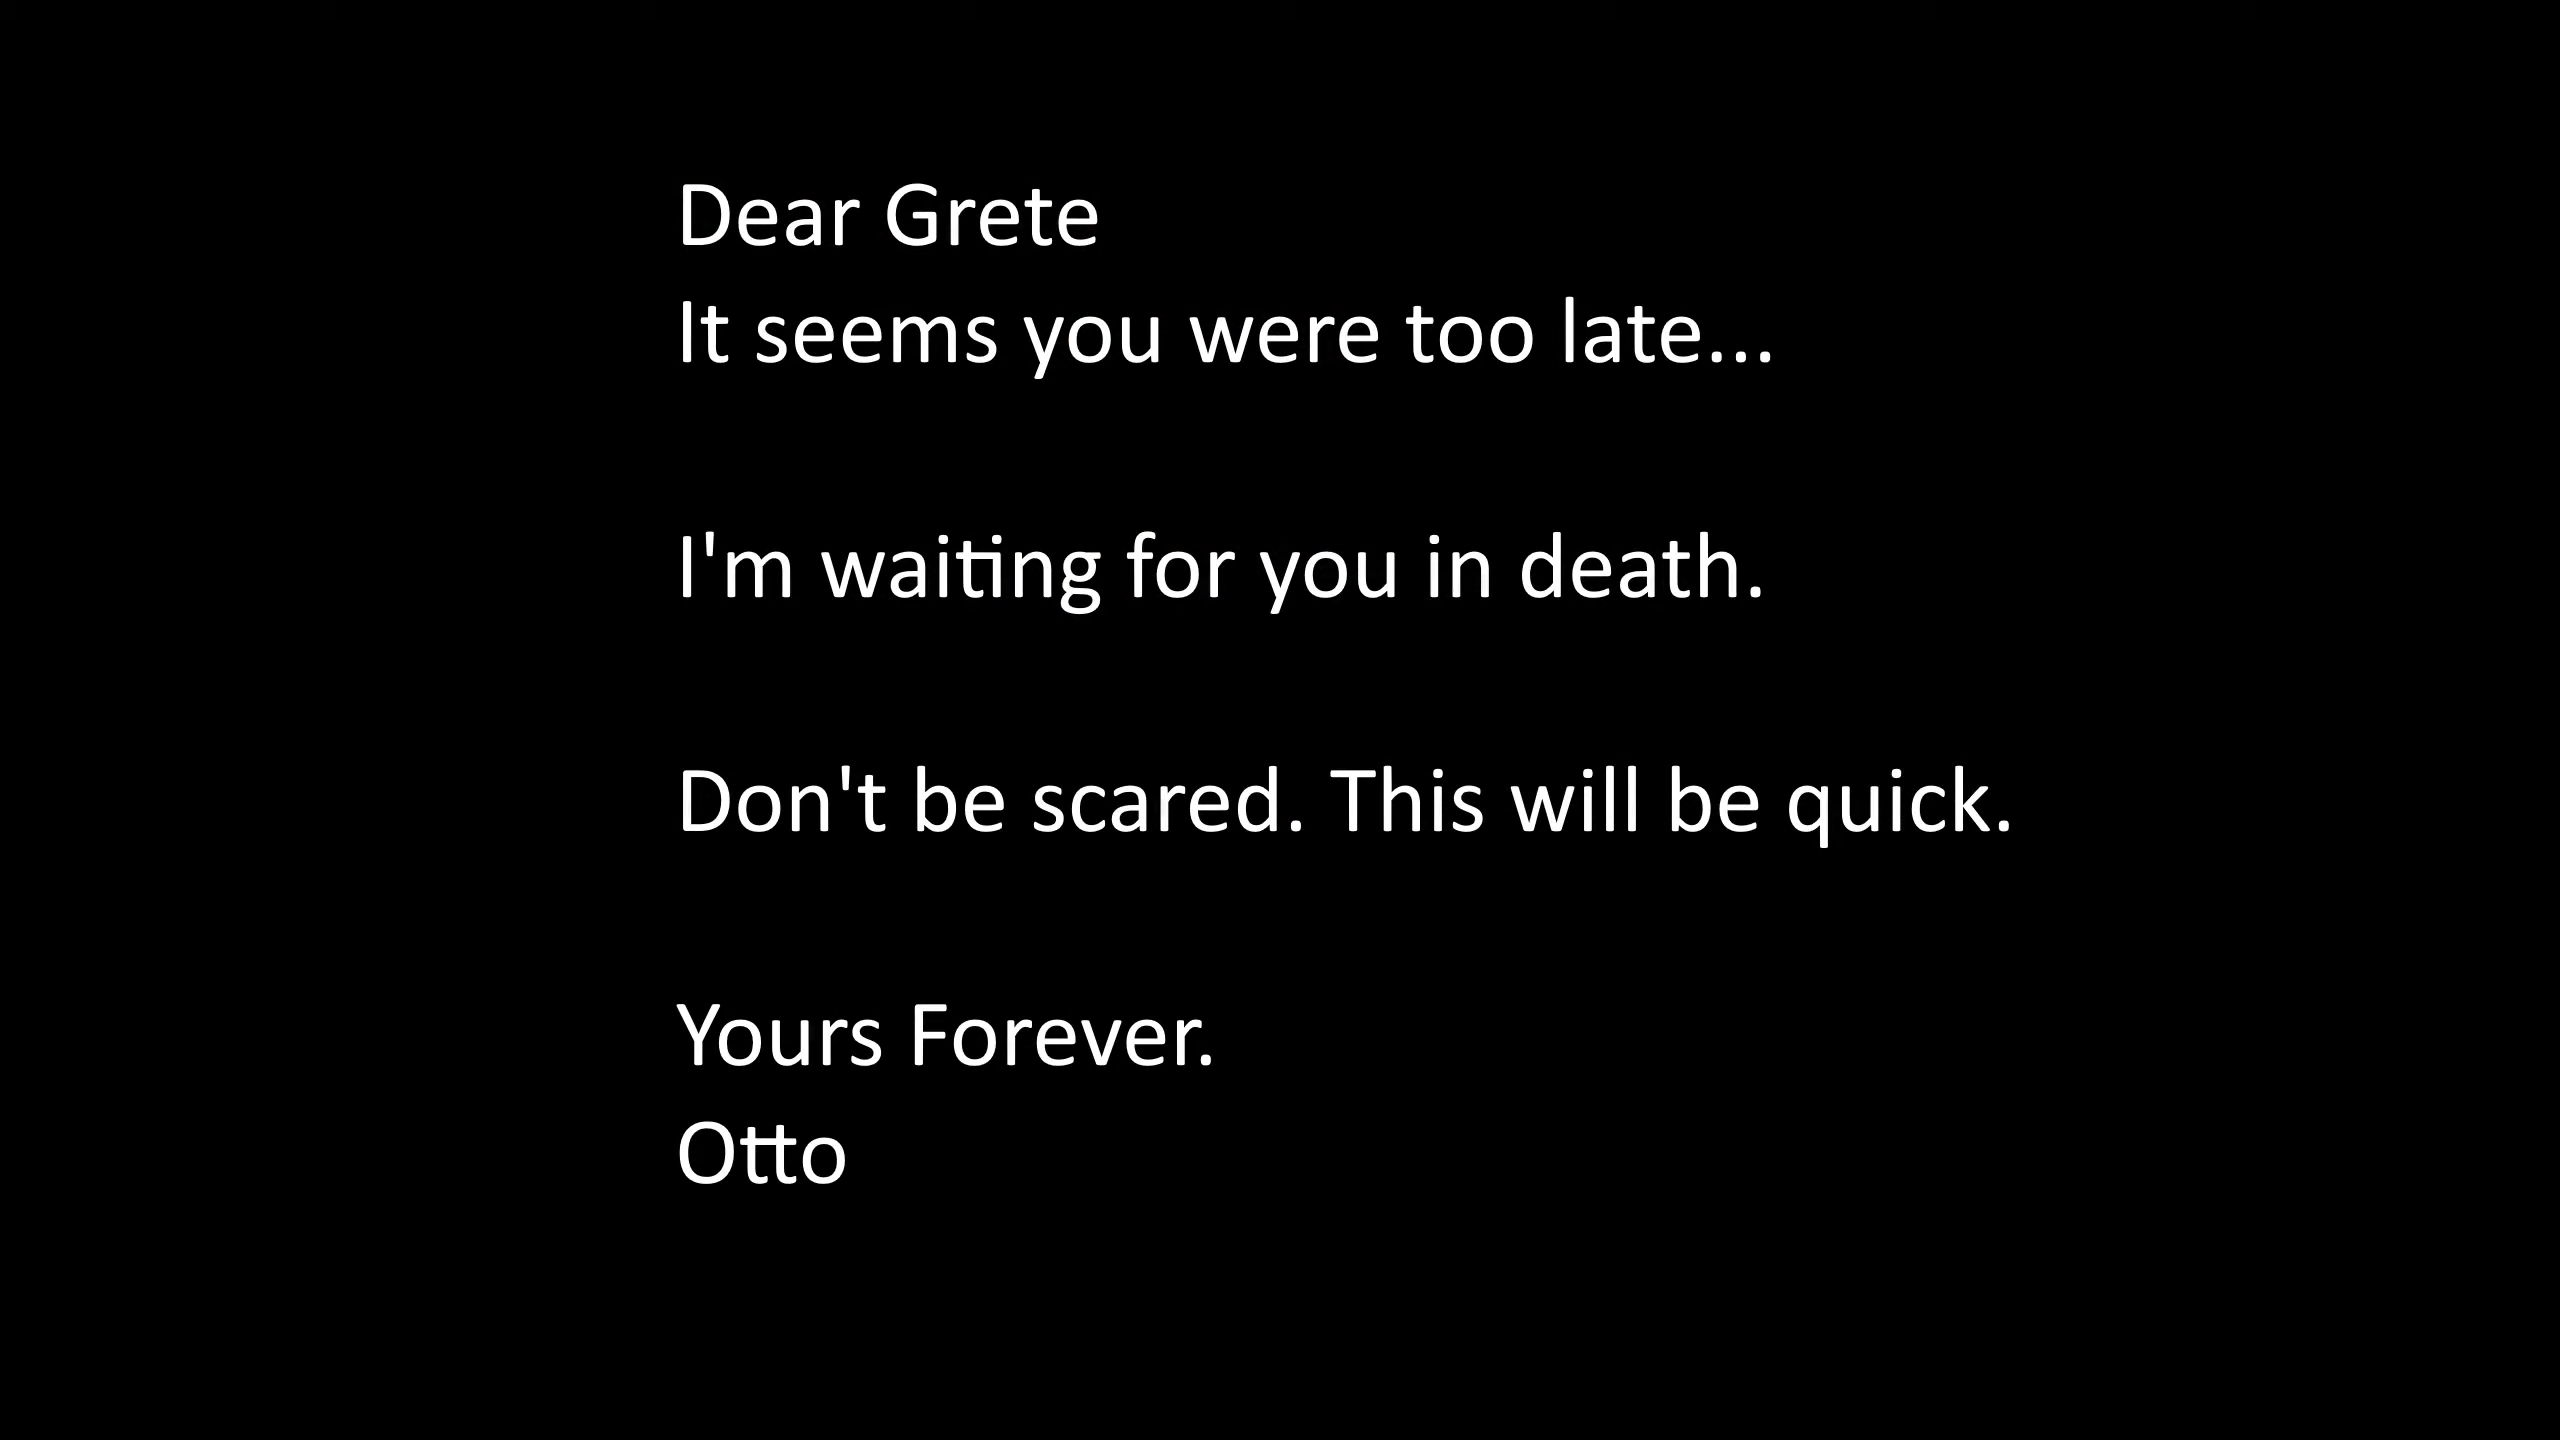 Dear Grete
It seems you were too late...
I'm waiting for you in death.
Don't be scared. This will be quick.
Yours Forever.
Otto